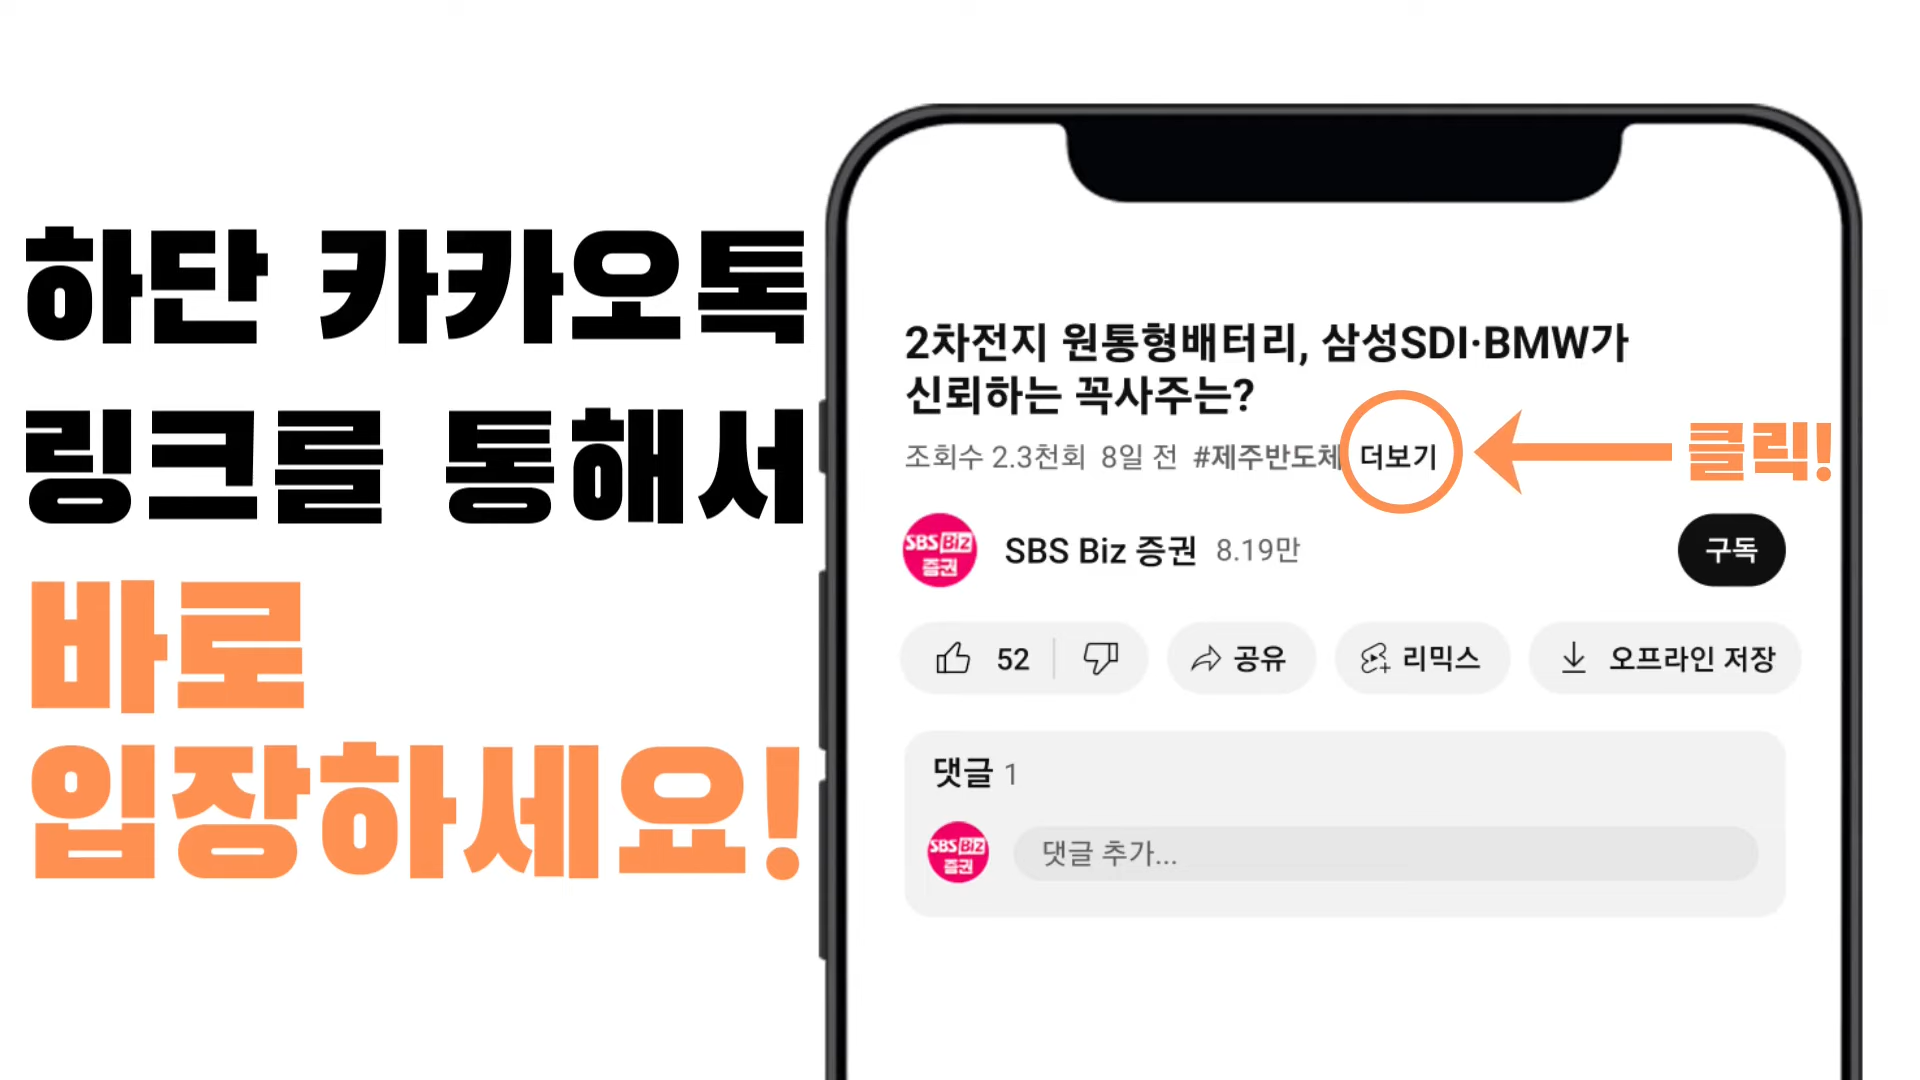 하단 카카오톡
링크를 통해서
바로
입장하세요!
2차전지 원통형배터리, 삼성SDI·BMW가
신뢰하는 꼭사주는?
조회수 2.3천회 8일 전 #제주반도체 더보기
클릭!
SBS Biz 증권
SBS Biz 증권 8.19만
구독
52
공유
리믹스
오프라인 저장
댓글 1
SBS Biz 증권
댓글 추가...